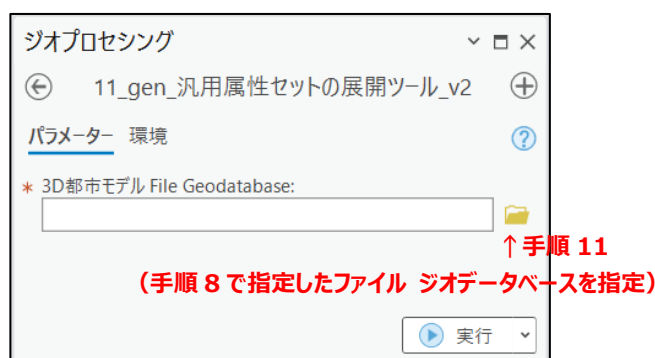 ジオプロセシング
11_gen_汎用属性セットの展開ツール_v2
パラメーター 環境
* 3D都市モデル File Geodatabase:
↑手順 11
（手順 8 で指定したファイル ジオデータベースを指定）
実行